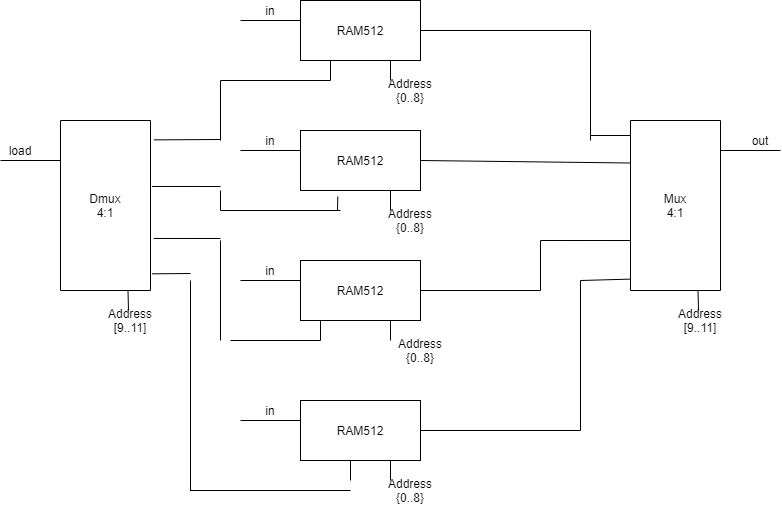 in
RAM512
Address
{0..8}
load
in
RAM512
out
Dmux
4:1
Mux
4:1
Address
{0..8}
in
RAM512
Address
[9..11]
Address
[9..11]
Address
{0..8}
in
RAM512
Address
{0..8}